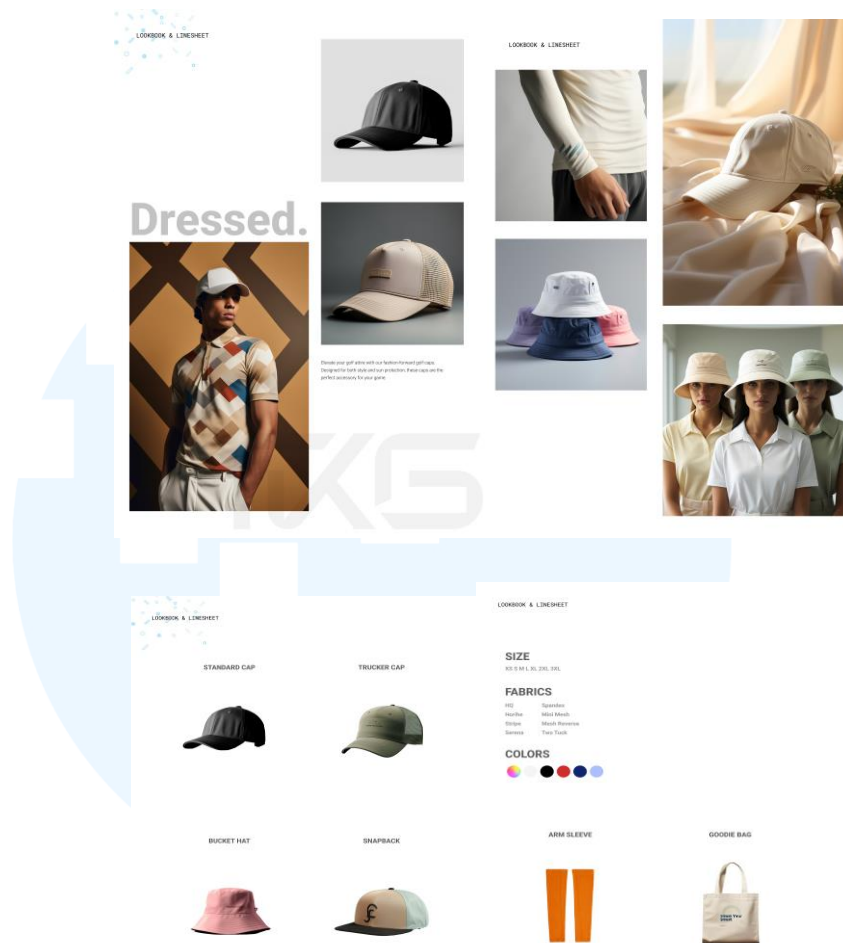 LOOKBOOK & LINESHEET
Dressed.
Elevate your golf attire with our fashion-forward golf caps.
Designed for both style and sun protection, these caps are the
perfect accessory for your game.
LOOKBOOK & LINESHEET
LOOKBOOK & LINESHEET
STANDARD CAP
TRUCKER CAP
BUCKET HAT
SNAPBACK
LOOKBOOK & LINESHEET
SIZE
XS S M L XL 2XL 3XL
FABRICS
HQ Spandex
Honihe Mini Mesh
Stripe Mesh Reverse
Serena Two Tuck
COLORS
ARM SLEEVE
GOODIE BAG